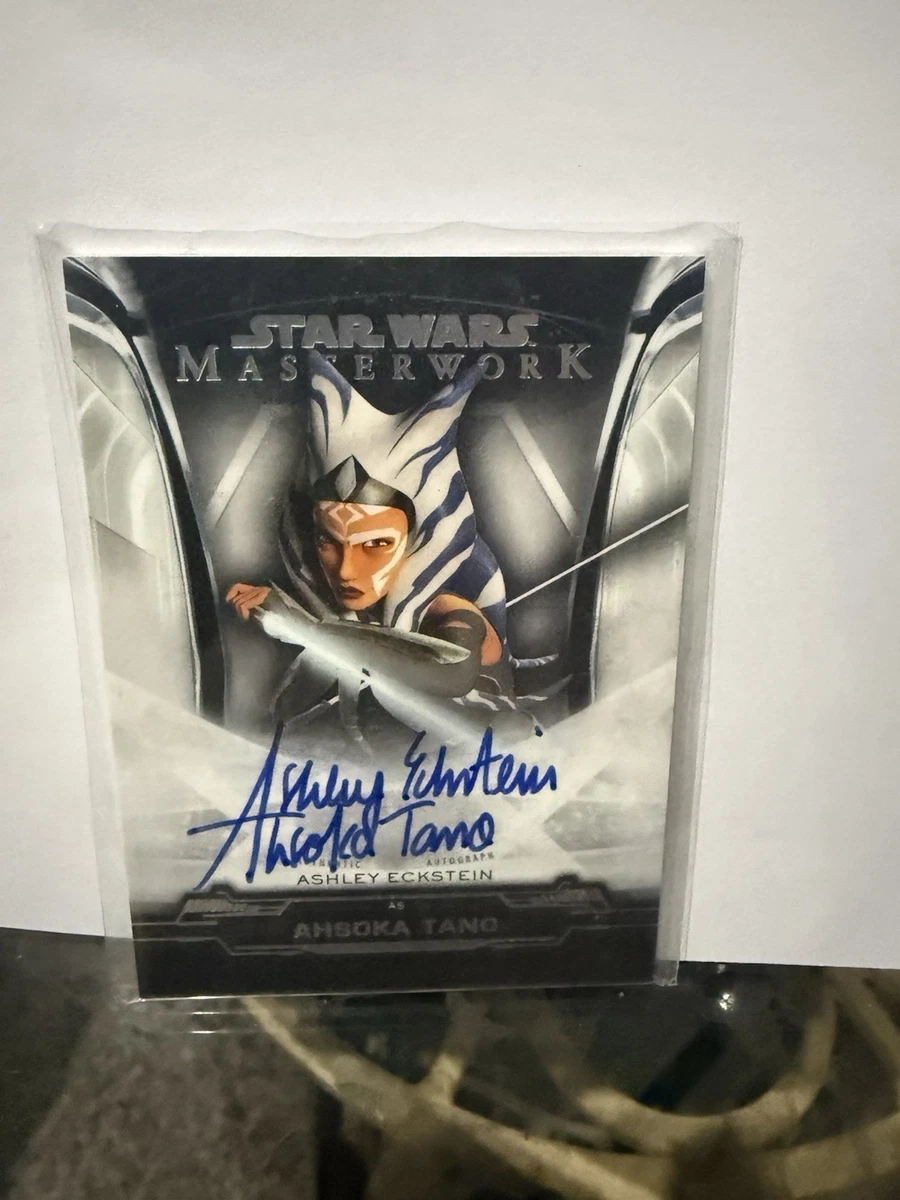 STAR WARS
MASTERWORK
Ashley Eckstein
Ahsoka Tano
AUTHENTIC AUTOGRAPH
ASHLEY ECKSTEIN
AS
AHSOKA TANO